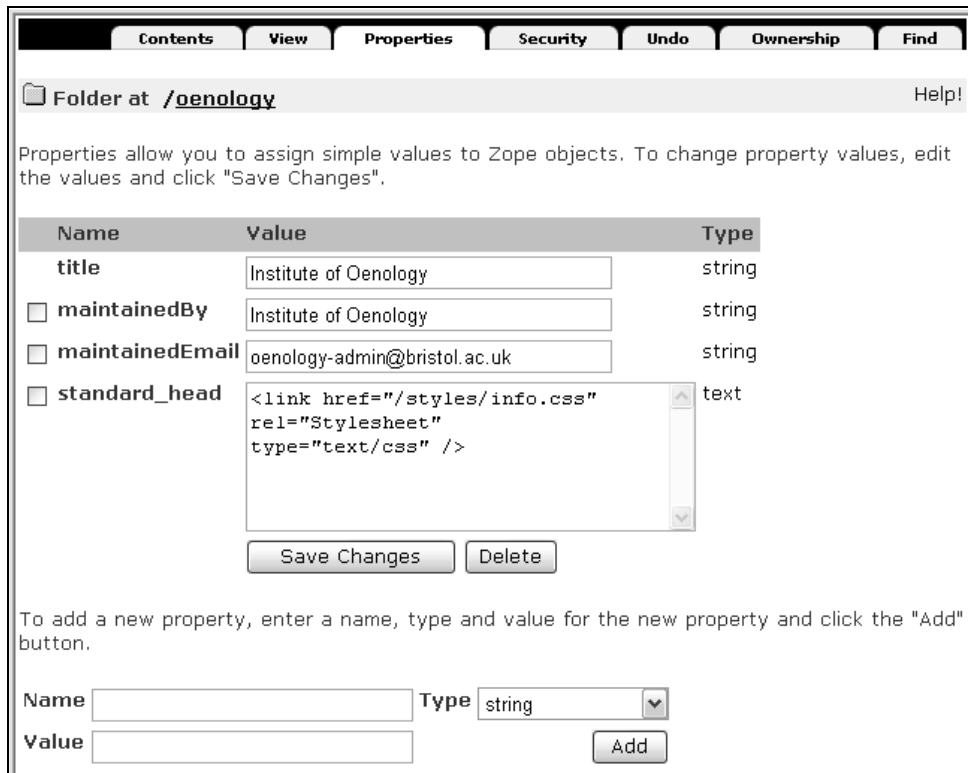 Contents View Properties Security Undo Ownership Find
Folder at /oenology Help!
Properties allow you to assign simple values to Zope objects. To change property values, edit
the values and click "Save Changes".
Name Value Type
title Institute of Oenology string
maintainedBy Institute of Oenology string
maintainedEmail oenology-admin@bristol.ac.uk string
standard_head <link href="/styles/info.css" text
rel="Stylesheet"
type="text/css" />
Save Changes Delete
To add a new property, enter a name, type and value for the new property and click the "Add"
button.
Name Type string
Value Add